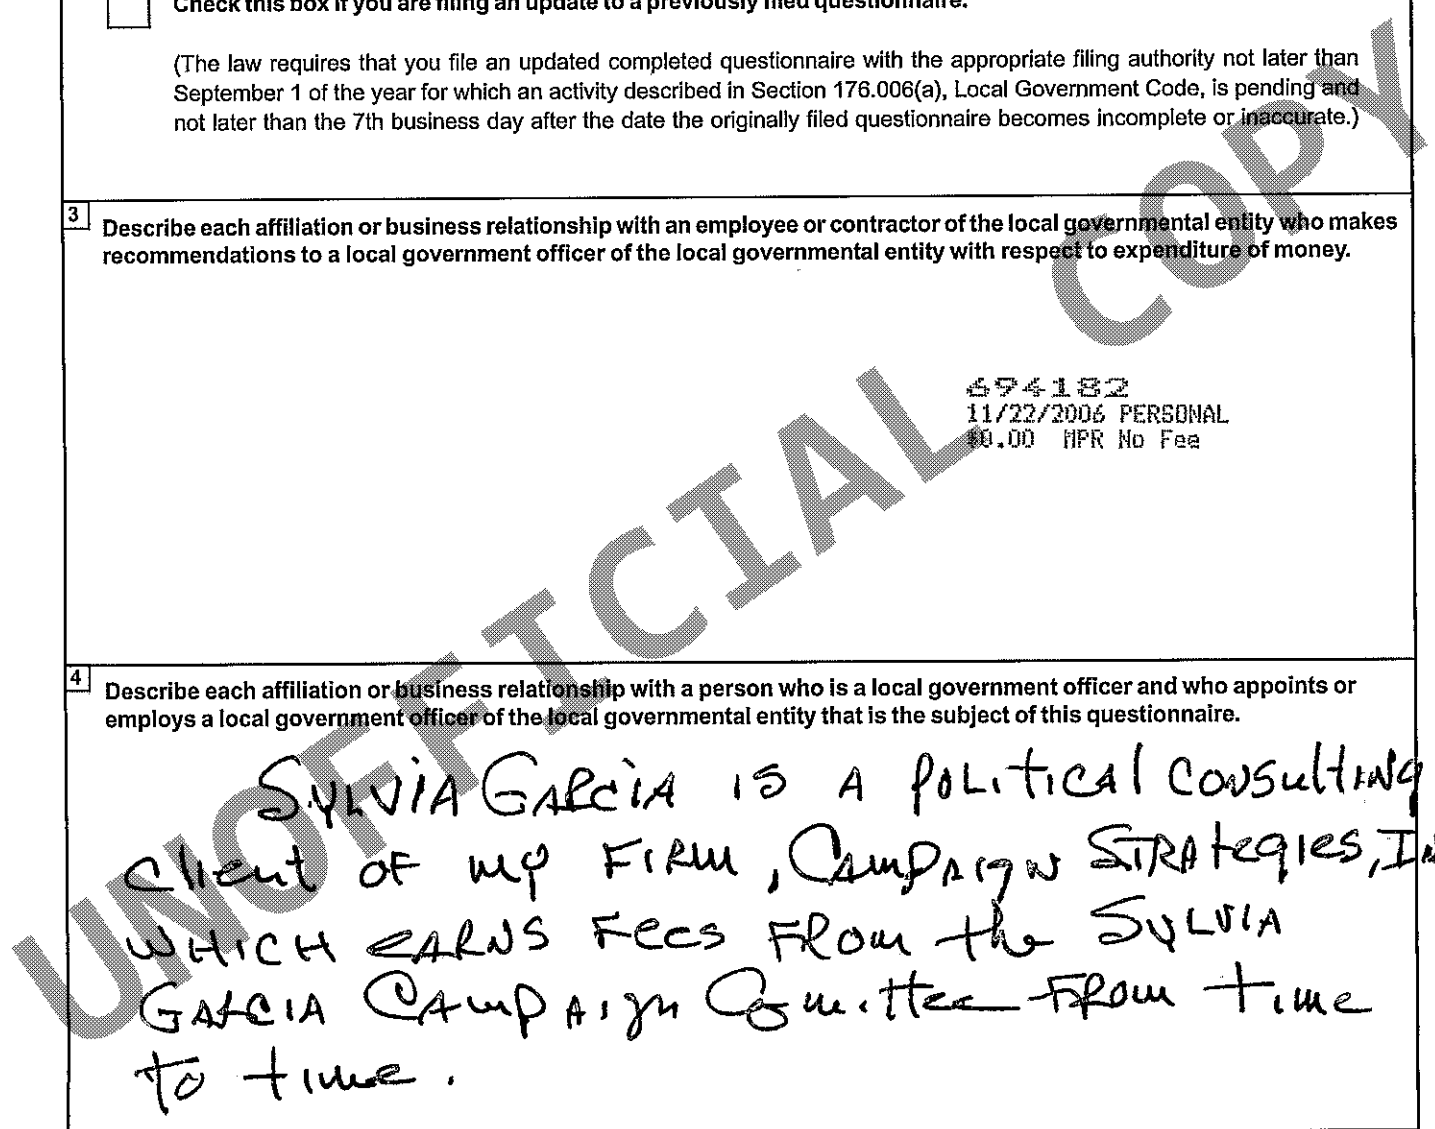 Check this box if you are filing an update to a previously filed questionnaire.
(The law requires that you file an updated completed questionnaire with the appropriate filing authority not later than
September 1 of the year for which an activity described in Section 176.006(a), Local Government Code, is pending and
not later than the 7th business day after the date the originally filed questionnaire becomes incomplete or inaccurate.)
3
Describe each affiliation or business relationship with an employee or contractor of the local governmental entity who makes
recommendations to a local government officer of the local governmental entity with respect to expenditure of money.
694182
11/22/2006 PERSONAL
$0.00 MPR No Fee
UNOFFICIAL COPY
4
Describe each affiliation or business relationship with a person who is a local government officer and who appoints or
employs a local government officer of the local governmental entity that is the subject of this questionnaire.
SYLVIA GARCIA IS A POLITICAL CONSULTING
Client OF my FIRM, CAMPAIGN STRATEGIES, In
WHICH EARNS Fees FROM the SYLVIA
GARCIA CAMPAIGN Committee FROM time
to time.